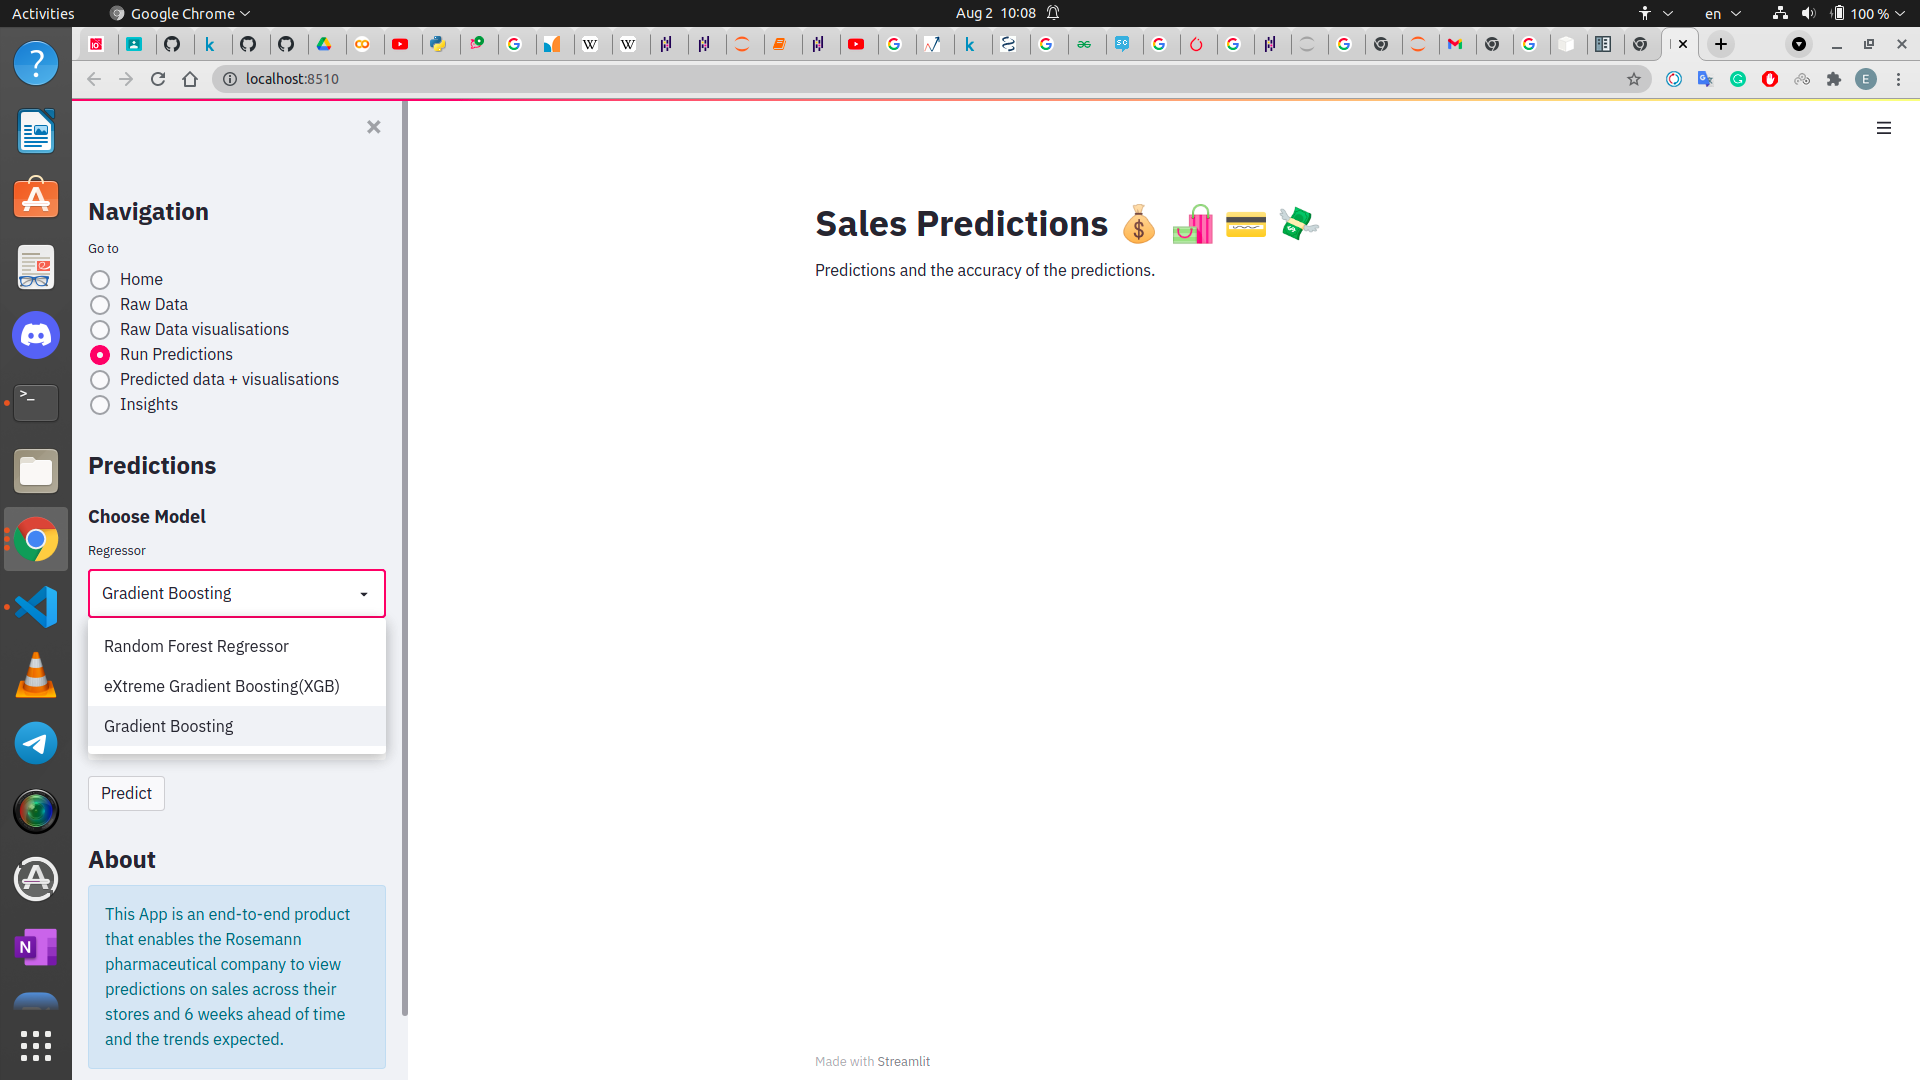 Activities
Google Chrome
Aug 2 10:08
en
100 %
localhost:8510
E
Navigation
Go to
Home
Raw Data
Raw Data visualisations
Run Predictions
Predicted data + visualisations
Insights
Predictions
Choose Model
Regressor
Gradient Boosting
Random Forest Regressor
eXtreme Gradient Boosting(XGB)
Gradient Boosting
Predict
About
This App is an end-to-end product
that enables the Rosemann
pharmaceutical company to view
predictions on sales across their
stores and 6 weeks ahead of time
and the trends expected.
Sales Predictions
Predictions and the accuracy of the predictions.
Made with Streamlit